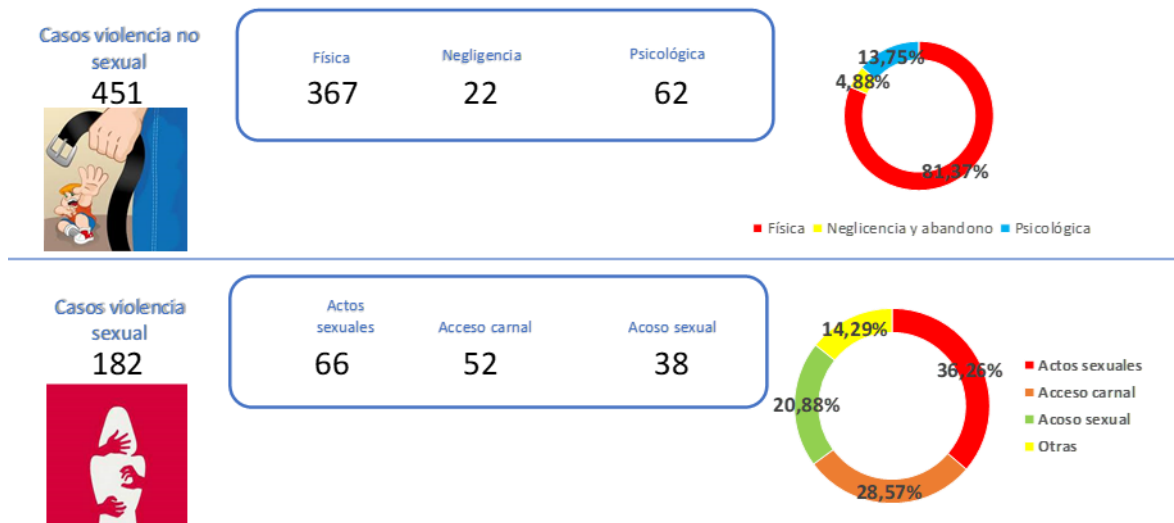 Casos violencia no
sexual
451
Física
Negligencia
Psicológica
367
22
62
13,75%
4,88%
81,37%
Física
Neglicencia y abandono
Psicológica
Casos violencia
sexual
182
Actos
sexuales
Acceso carnal
Acoso sexual
66
52
38
14,29%
36,26%
20,88%
28,57%
Actos sexuales
Acceso carnal
Acoso sexual
Otras